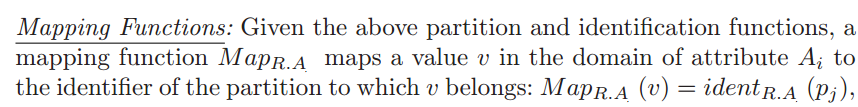 Mapping Functions: Given the above partition and identification functions, a
mapping function Map_{R.A} maps a value v in the domain of attribute A_i to
the identifier of the partition to which v belongs: Map_{R.A} (v) = ident_{R.A} (p_j),